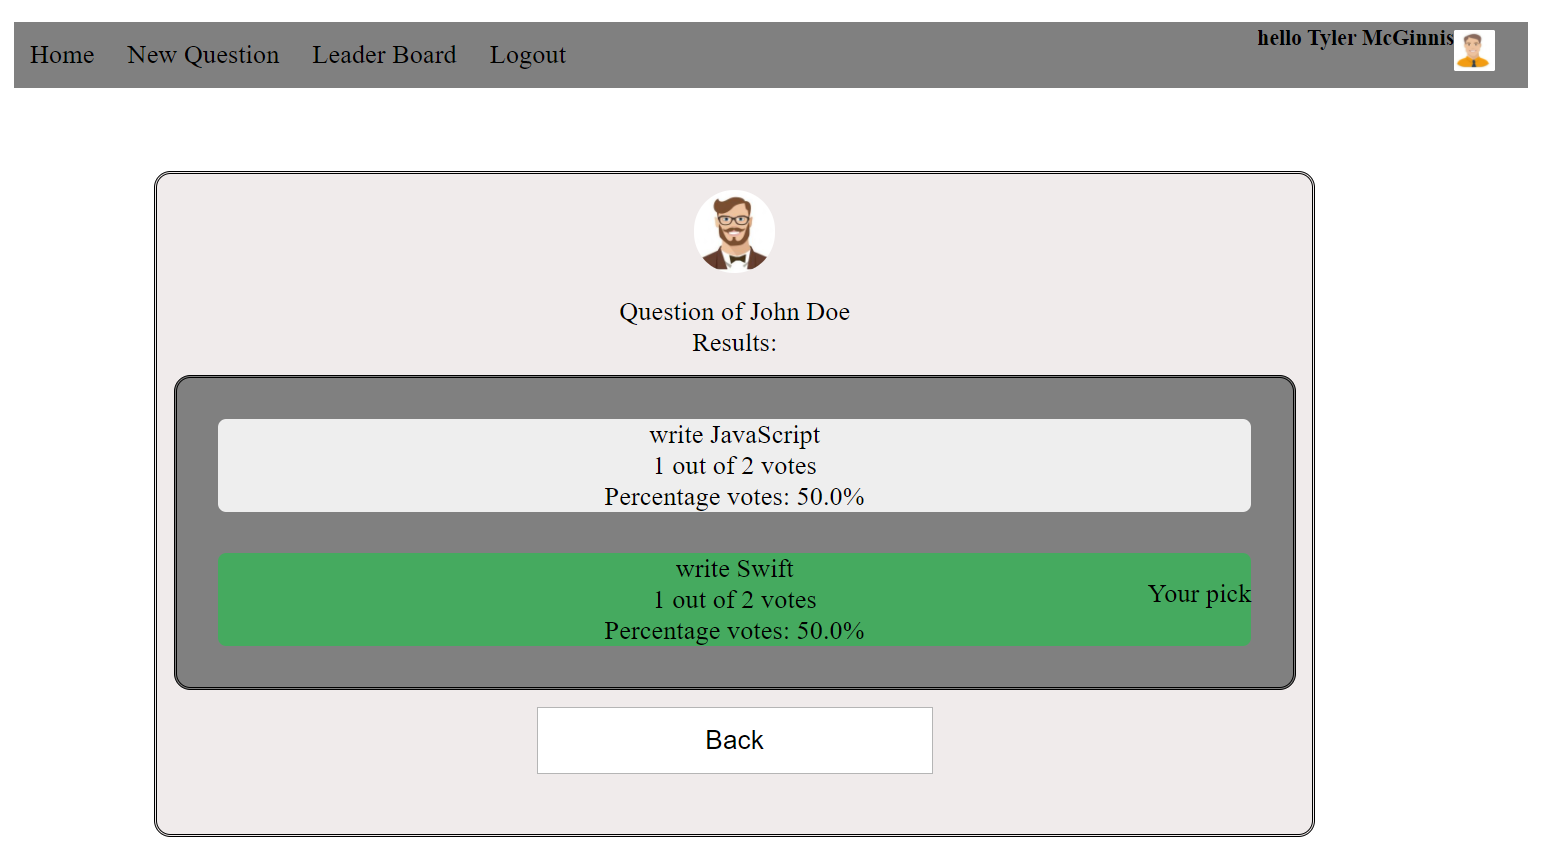 Home New Question Leader Board Logout hello Tyler McGinnis
Question of John Doe
Results:
write JavaScript
1 out of 2 votes
Percentage votes: 50.0%
write Swift
1 out of 2 votes
Your pick
Percentage votes: 50.0%
Back